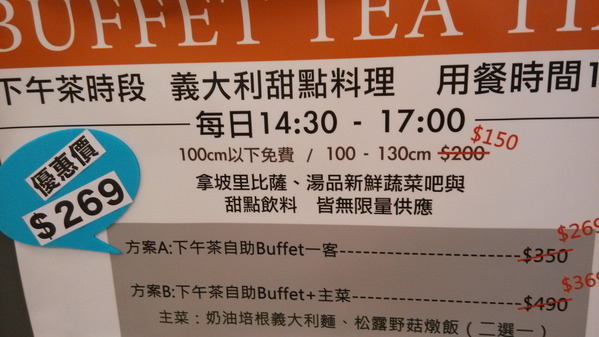 BUFFET TEA TI
下午茶時段 義大利甜點料理 用餐時間1
每日14:30 - 17:00
100cm以下免費 / 100 - 130cm $200 $150
優惠價
$269
拿坡里比薩、湯品新鮮蔬菜吧與
甜點飲料 皆無限量供應
方案A:下午茶自助Buffet一客------------------------$350 $269
方案B:下午茶自助Buffet+主菜----------------------$490 $369
主菜：奶油培根義大利麵、松露野菇燉飯（二選一）